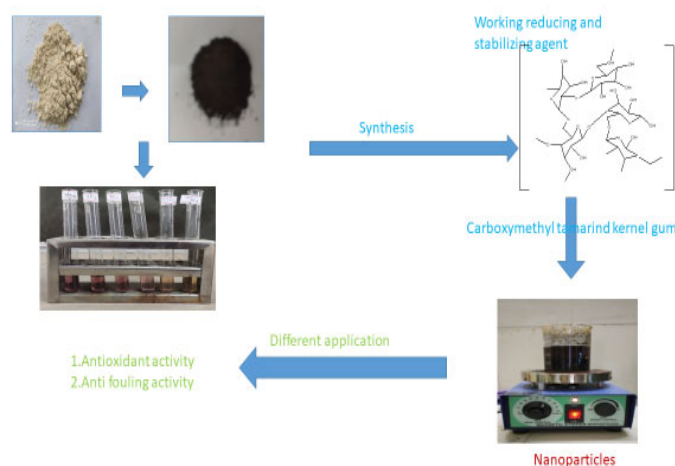 Working reducing and
stabilizing agent
Synthesis
Carboxymethyl tamarind kernel gum
Different application
1.Antioxidant activity
2.Anti fouling activity
Nanoparticles